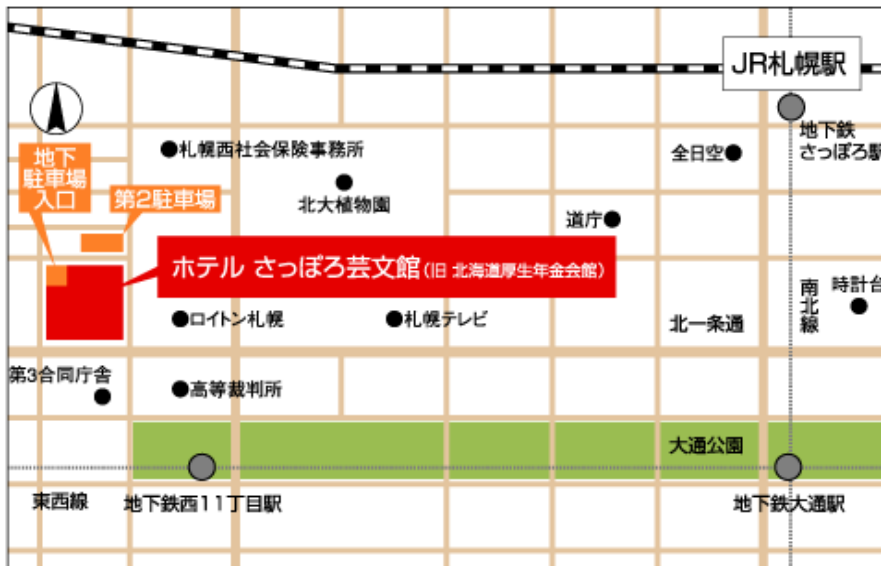 JR札幌駅
地下鉄
さっぽろ駅
地下
駐車場
入口
●札幌西社会保険事務所
全日空●
第2駐車場
北大植物園
道庁●
ホテル さっぽろ芸文館(旧 北海道厚生年金会館)
南北線
時計台
●ロイトン札幌
●札幌テレビ
北一条通
第3合同庁舎
●高等裁判所
大通公園
東西線
地下鉄西11丁目駅
地下鉄大通駅